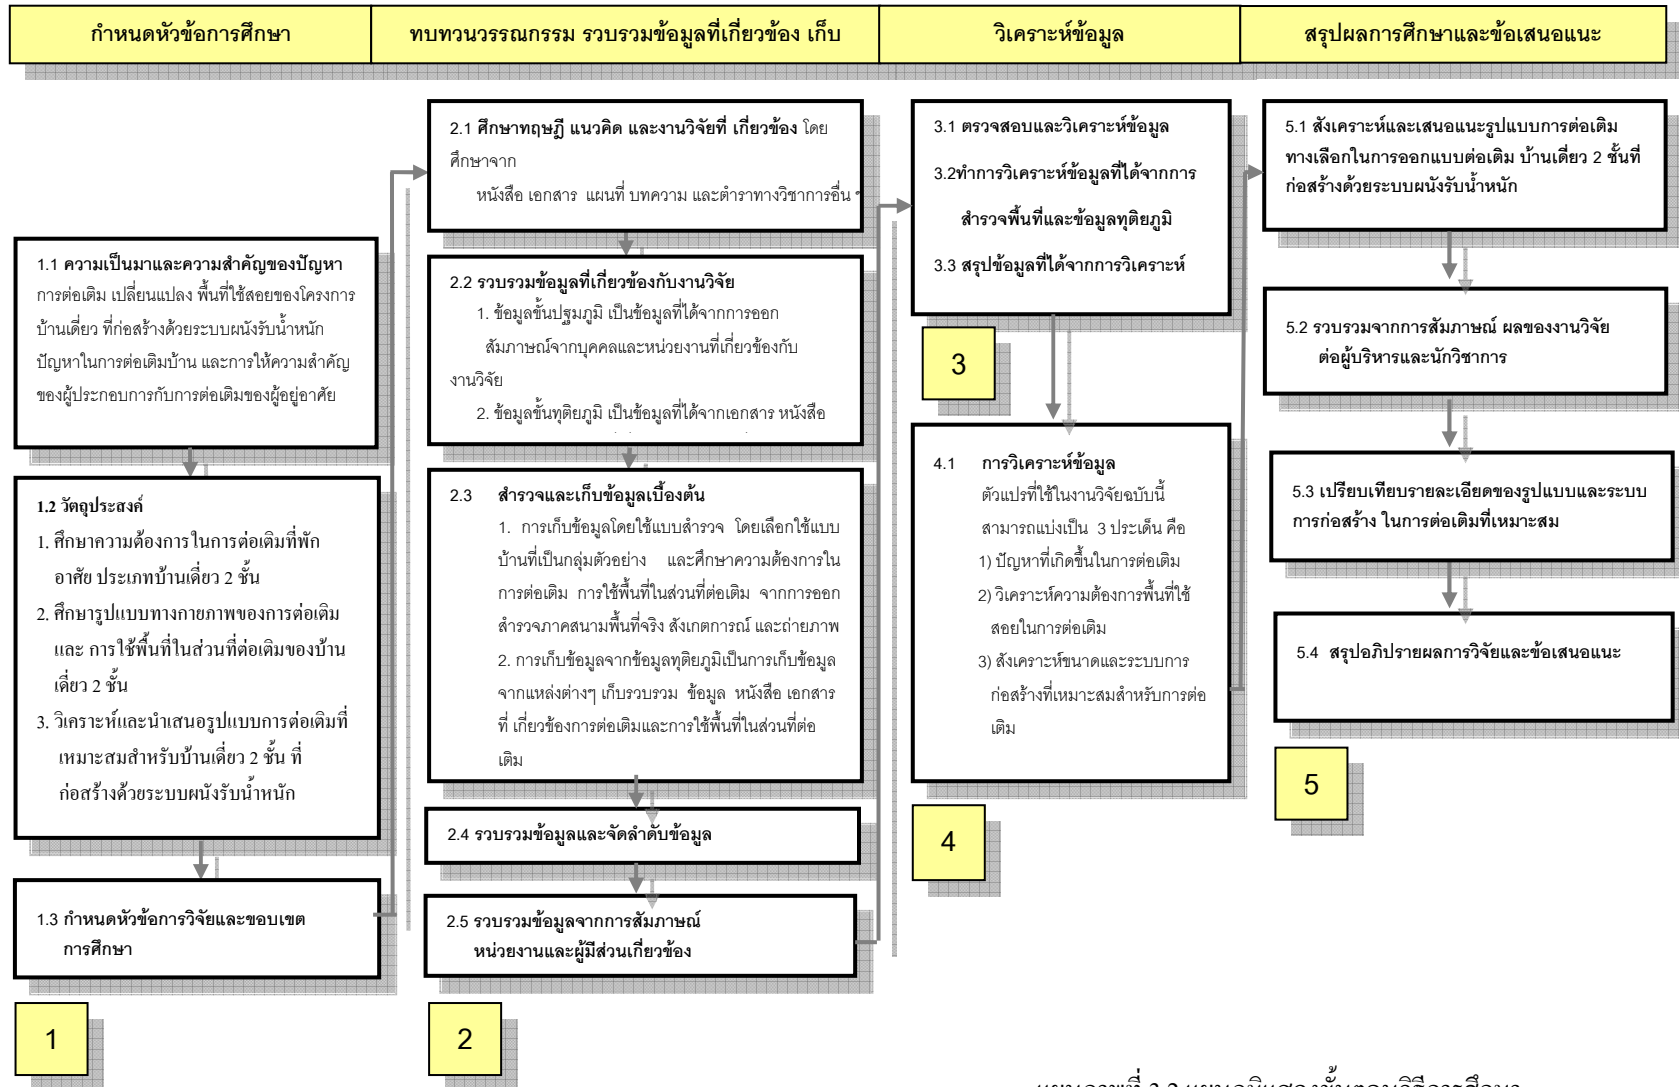 กำหนดหัวข้อการศึกษา
ทบทวนวรรณกรรม รวบรวมข้อมูลที่เกี่ยวข้อง เก็บ
วิเคราะห์ข้อมูล
สรุปผลการศึกษาและข้อเสนอแนะ
1.1 ความเป็นมาและความสำคัญของปัญหา
การต่อเติม เปลี่ยนแปลง พื้นที่ใช้สอยของโครงการ
บ้านเดี่ยว ที่ก่อสร้างด้วยระบบผนังรับน้ำหนัก
ปัญหาในการต่อเติมบ้าน และการให้ความสำคัญ
ของผู้ประกอบการกับการต่อเติมของผู้อยู่อาศัย
1.2 วัตถุประสงค์
1. ศึกษาความต้องการในการต่อเติมที่พัก
อาศัย ประเภทบ้านเดี่ยว 2 ชั้น
2. ศึกษารูปแบบทางกายภาพของการต่อเติม
และ การใช้พื้นที่ในส่วนที่ต่อเติมของบ้าน
เดี่ยว 2 ชั้น
3. วิเคราะห์และนำเสนอรูปแบบการต่อเติมที่
เหมาะสมสำหรับบ้านเดี่ยว 2 ชั้น ที่
ก่อสร้างด้วยระบบผนังรับน้ำหนัก
1.3 กำหนดหัวข้อการวิจัยและขอบเขต
การศึกษา
1
2.1 ศึกษาทฤษฎี แนวคิด และงานวิจัยที่ เกี่ยวข้อง โดย
ศึกษาจาก
หนังสือ เอกสาร แผนที่ บทความ และตำราทางวิชาการอื่น ๆ
2.2 รวบรวมข้อมูลที่เกี่ยวข้องกับงานวิจัย
1. ข้อมูลขั้นปฐมภูมิ เป็นข้อมูลที่ได้จากการออก
สัมภาษณ์จากบุคคลและหน่วยงานที่เกี่ยวข้องกับ
งานวิจัย
2. ข้อมูลขั้นทุติยภูมิ เป็นข้อมูลที่ได้จากเอกสาร หนังสือ
2.3 สำรวจและเก็บข้อมูลเบื้องต้น
1. การเก็บข้อมูลโดยใช้แบบสำรวจ โดยเลือกใช้แบบ
บ้านที่เป็นกลุ่มตัวอย่าง และศึกษาความต้องการใน
การต่อเติม การใช้พื้นที่ในส่วนที่ต่อเติม จากการออก
สำรวจภาคสนามพื้นที่จริง สังเกตการณ์ และถ่ายภาพ
2. การเก็บข้อมูลจากข้อมูลทุติยภูมิเป็นการเก็บข้อมูล
จากแหล่งต่างๆ เก็บรวบรวม ข้อมูล หนังสือ เอกสาร
ที่ เกี่ยวข้องการต่อเติมและการใช้พื้นที่ในส่วนที่ต่อ
เติม
2.4 รวบรวมข้อมูลและจัดลำดับข้อมูล
2.5 รวบรวมข้อมูลจากการสัมภาษณ์
หน่วยงานและผู้มีส่วนเกี่ยวข้อง
2
3.1 ตรวจสอบและวิเคราะห์ข้อมูล
3.2ทำการวิเคราะห์ข้อมูลที่ได้จากการ
สำรวจพื้นที่และข้อมูลทุติยภูมิ
3.3 สรุปข้อมูลที่ได้จากการวิเคราะห์
3
4.1 การวิเคราะห์ข้อมูล
ตัวแปรที่ใช้ในงานวิจัยฉบับนี้
สามารถแบ่งเป็น 3 ประเด็น คือ
1) ปัญหาที่เกิดขึ้นในการต่อเติม
2) วิเคราะห์ความต้องการพื้นที่ใช้
สอยในการต่อเติม
3) สังเคราะห์ขนาดและระบบการ
ก่อสร้างที่เหมาะสมสำหรับการต่อ
เติม
4
5.1 สังเคราะห์และเสนอแนะรูปแบบการต่อเติม
ทางเลือกในการออกแบบต่อเติม บ้านเดี่ยว 2 ชั้นที่
ก่อสร้างด้วยระบบผนังรับน้ำหนัก
5.2 รวบรวมจากการสัมภาษณ์ ผลของงานวิจัย
ต่อผู้บริหารและนักวิชาการ
5.3 เปรียบเทียบรายละเอียดของรูปแบบและระบบ
การก่อสร้าง ในการต่อเติมที่เหมาะสม
5.4 สรุปอภิปรายผลการวิจัยและข้อเสนอแนะ
5
แผนภาพที่ 3.2 แผนภูมิแสดงขั้นตอนวิธีการศึกษา